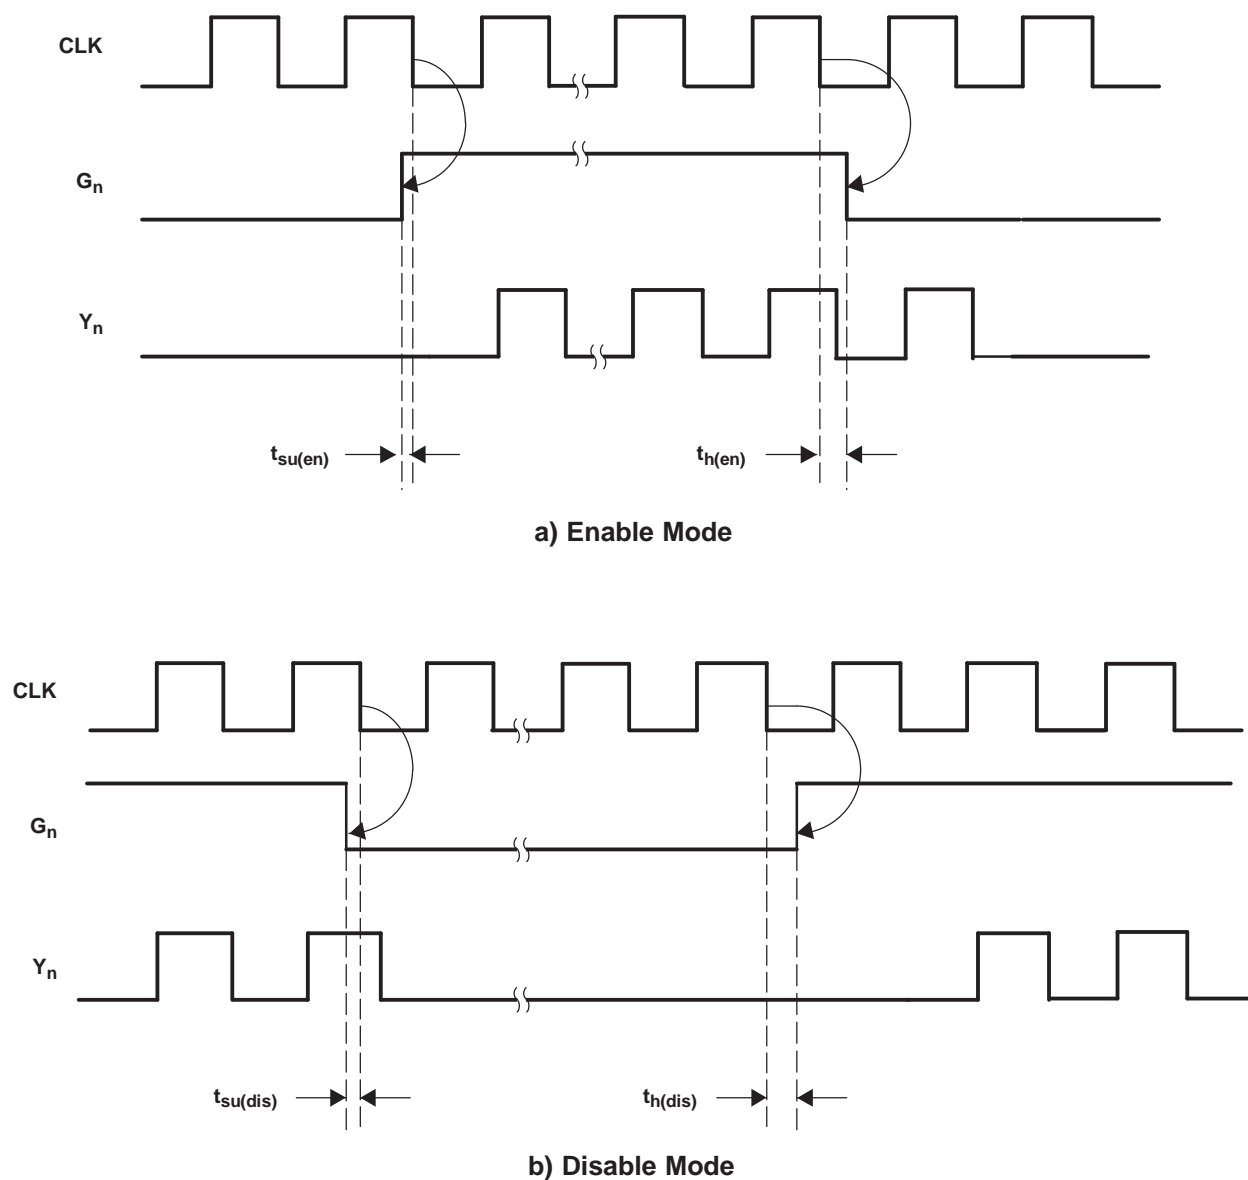 CLK
Gn
Yn
tsu(en)
th(en)
a) Enable Mode
CLK
Gn
Yn
tsu(dis)
th(dis)
b) Disable Mode